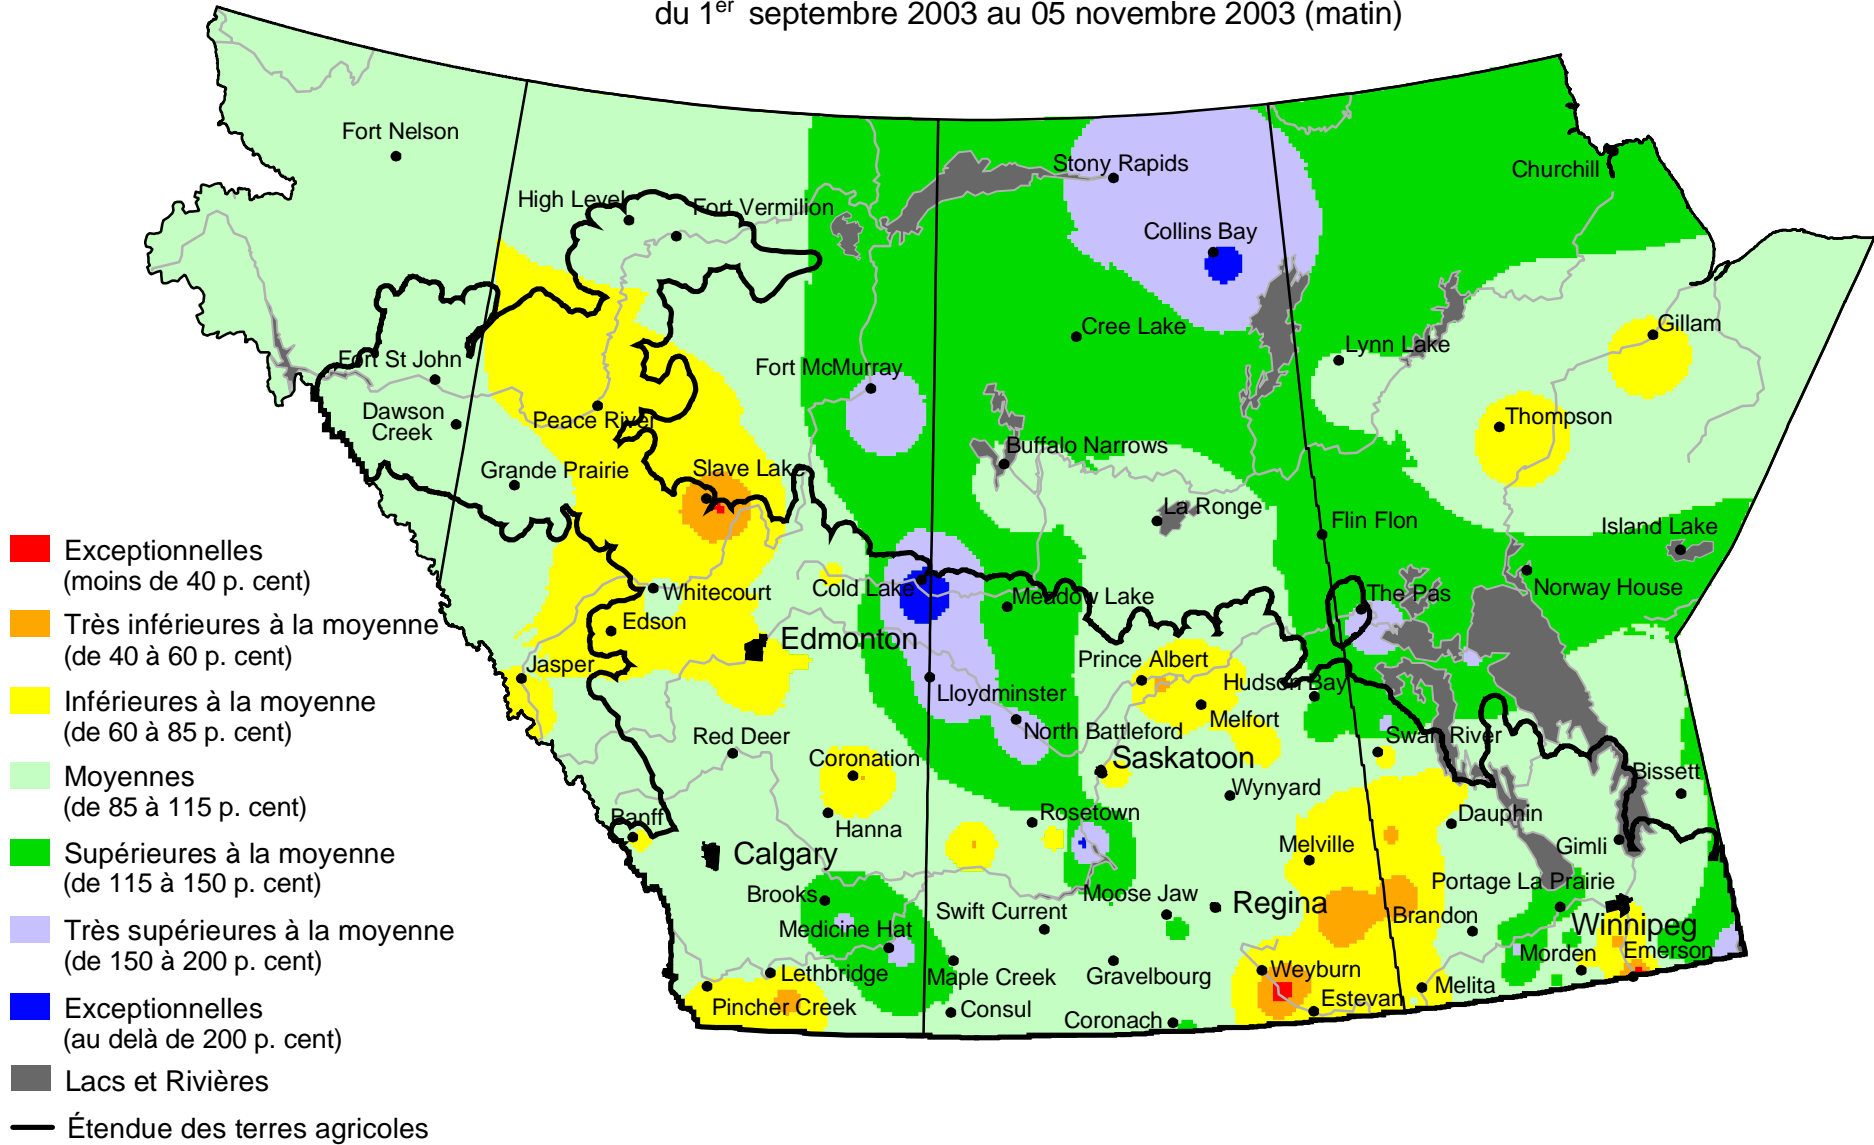 du 1er septembre 2003 au 05 novembre 2003 (matin)
Fort Nelson
Churchill
Stony Rapids
High Level
Fort Vermilion
Collins Bay
Cree Lake
Gillam
Lynn Lake
Fort St John
Fort McMurray
Dawson
Creek
Peace River
Thompson
Buffalo Narrows
Grande Prairie
Slave Lake
La Ronge
Flin Flon
Island Lake
Exceptionnelles
(moins de 40 p. cent)
Whitecourt
Cold Lake
Meadow Lake
The Pas
Norway House
Très inférieures à la moyenne
(de 40 à 60 p. cent)
Edson
Edmonton
Jasper
Prince Albert
Hudson Bay
Inférieures à la moyenne
(de 60 à 85 p. cent)
Lloydminster
Melfort
North Battleford
Red Deer
Swan River
Coronation
Saskatoon
Moyennes
(de 85 à 115 p. cent)
Bissett
Wynyard
Banff
Hanna
Rosetown
Dauphin
Supérieures à la moyenne
(de 115 à 150 p. cent)
Calgary
Melville
Gimli
Brooks
Moose Jaw
Portage La Prairie
Swift Current
Regina
Brandon
Winnipeg
Très supérieures à la moyenne
(de 150 à 200 p. cent)
Medicine Hat
Morden
Emerson
Lethbridge
Maple Creek
Gravelbourg
Weyburn
Melita
Exceptionnelles
(au delà de 200 p. cent)
Pincher Creek
Consul
Coronach
Estevan
Lacs et Rivières
Étendue des terres agricoles